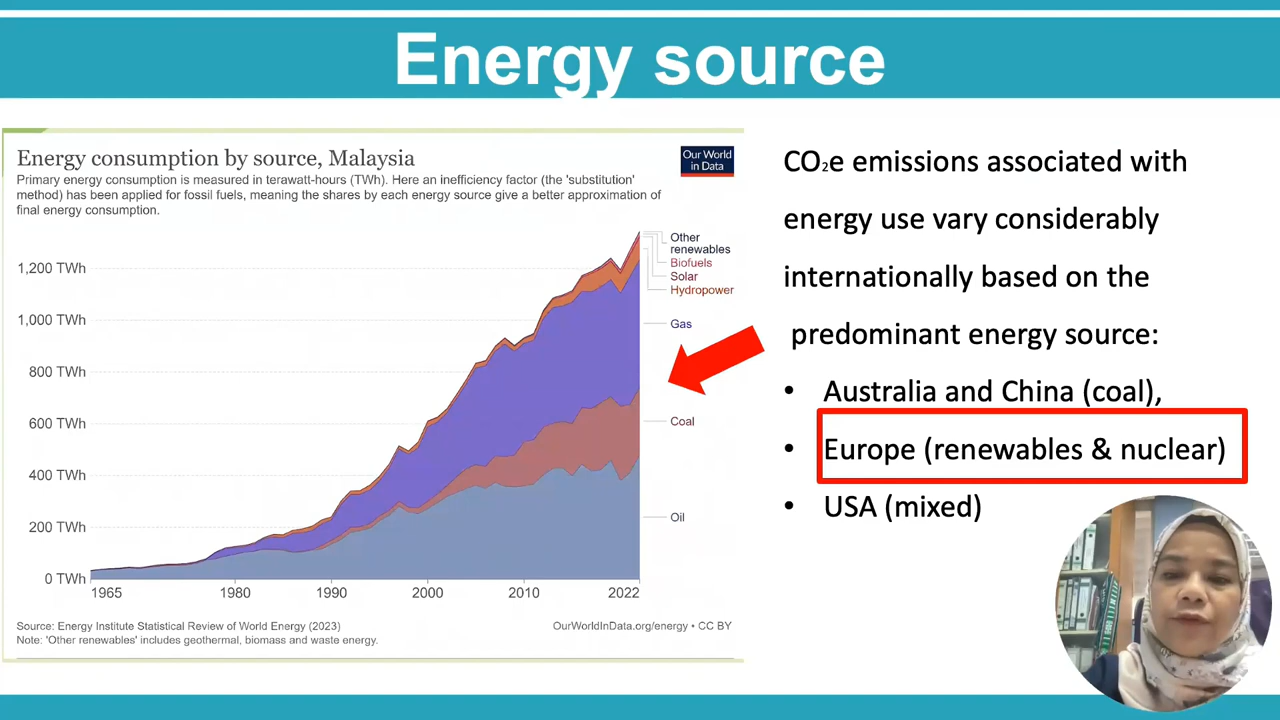 Energy source
Energy consumption by source, Malaysia
Our World
in Data
Primary energy consumption is measured in terawatt-hours (TWh). Here an inefficiency factor (the 'substitution'
method) has been applied for fossil fuels, meaning the shares by each energy source give a better approximation of
final energy consumption.
1,200 TWh
1,000 TWh
800 TWh
600 TWh
400 TWh
200 TWh
0 TWh
1965
1980
1990
2000
2010
2022
Other
renewables
Biofuels
Solar
Hydropower
Gas
Coal
Oil
Source: Energy Institute Statistical Review of World Energy (2023)
OurWorldInData.org/energy • CC BY
Note: 'Other renewables' includes geothermal, biomass and waste energy.
CO₂e emissions associated with
energy use vary considerably
internationally based on the
predominant energy source:
• Australia and China (coal),
• Europe (renewables & nuclear)
• USA (mixed)